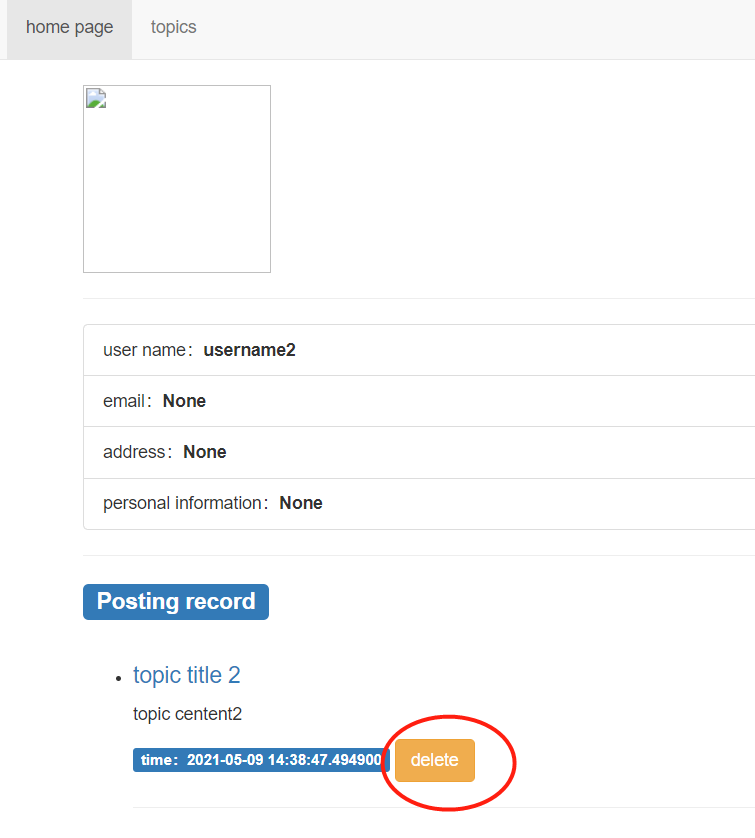 home page topics
user name：username2
email：None
address：None
personal information：None
Posting record
topic title 2
topic centent2
time：2021-05-09 14:38:47.494900 delete